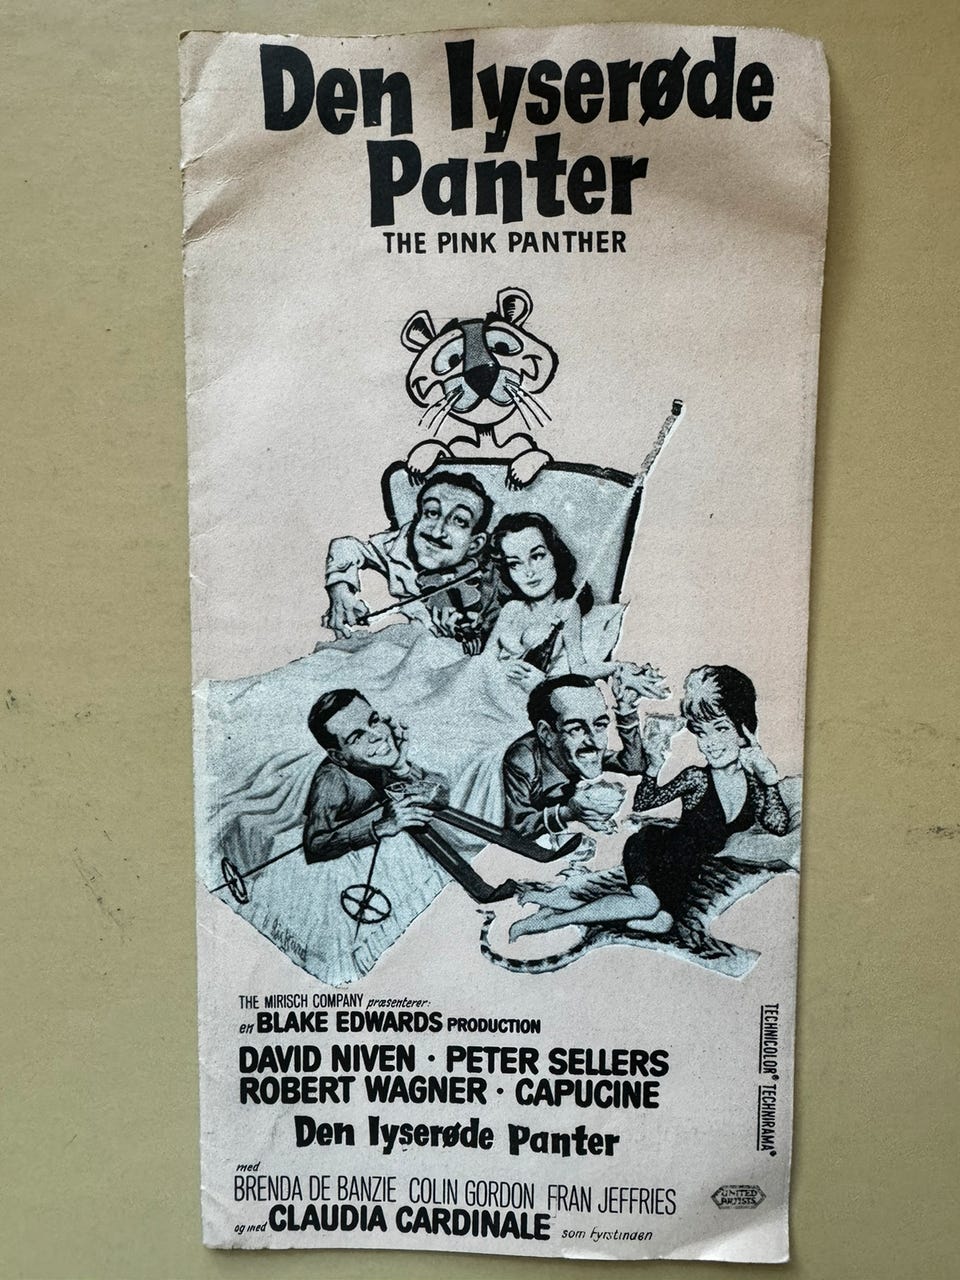 Den lyserøde
Panter
THE PINK PANTHER
Rickard
THE MIRISCH COMPANY præsenterer:
en BLAKE EDWARDS PRODUCTION
DAVID NIVEN · PETER SELLERS
ROBERT WAGNER · CAPUCINE
Den lyserøde Panter
med
BRENDA DE BANZIE COLIN GORDON FRAN JEFFRIES
og med CLAUDIA CARDINALE som fyrstinden
TECHNICOLOR® TECHNIRAMA®
UNITED
ARTISTS